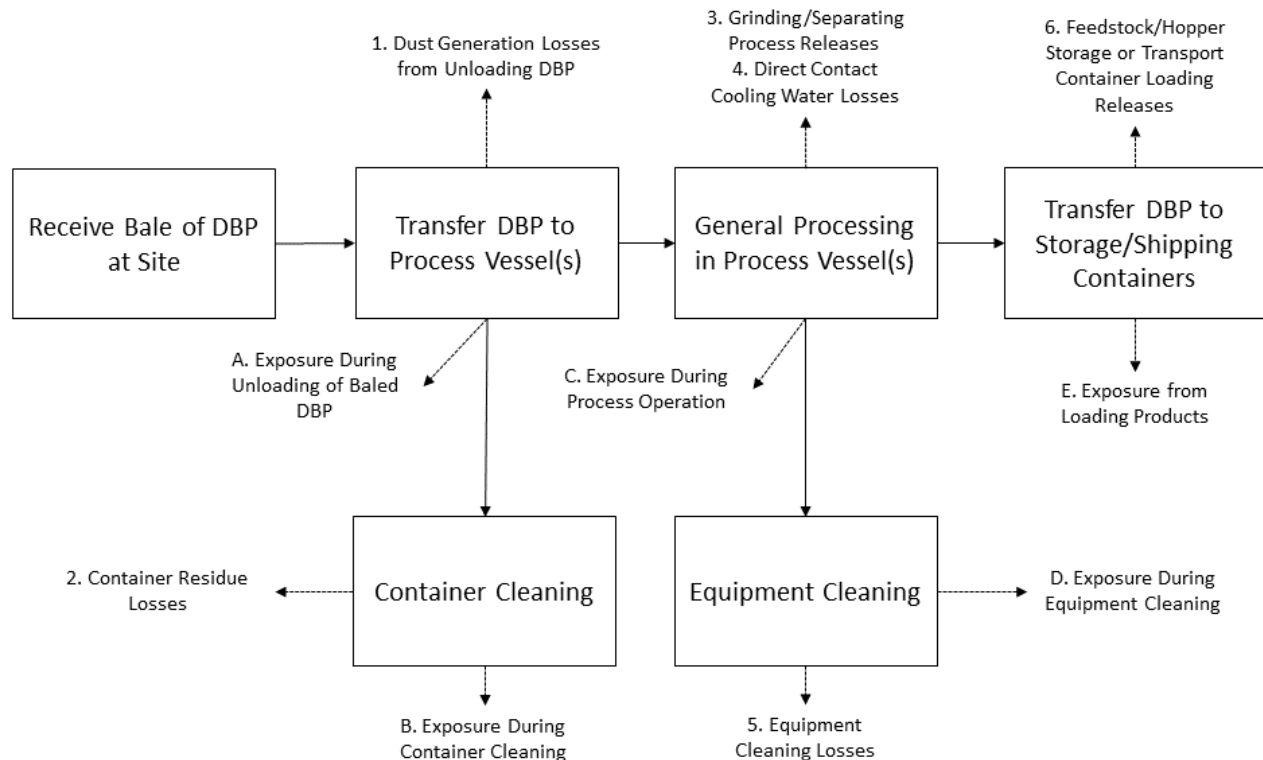 1. Dust Generation Losses
from Unloading DBP
3. Grinding/Separating
Process Releases
4. Direct Contact
Cooling Water Losses
6. Feedstock/Hopper
Storage or Transport
Container Loading
Releases
Receive Bale of DBP
at Site
Transfer DBP to
Process Vessel(s)
General Processing
in Process Vessel(s)
Transfer DBP to
Storage/Shipping
Containers
A. Exposure During
Unloading of Baled
DBP
C. Exposure During
Process Operation
E. Exposure from
Loading Products
2. Container Residue
Losses
Container Cleaning
Equipment Cleaning
D. Exposure During
Equipment Cleaning
B. Exposure During
Container Cleaning
5. Equipment
Cleaning Losses